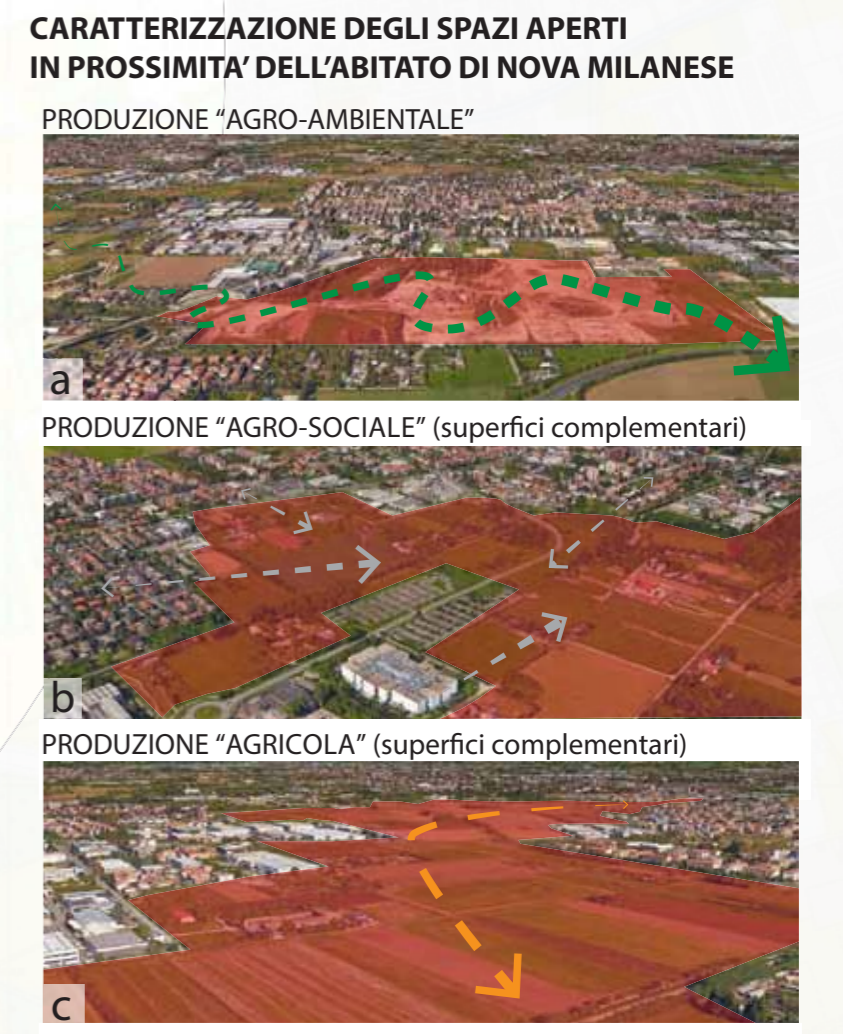 CARATTERIZZAZIONE DEGLI SPAZI APERTI
IN PROSSIMITA' DELL'ABITATO DI NOVA MILANESE
PRODUZIONE “AGRO-AMBIENTALE”
a
PRODUZIONE “AGRO-SOCIALE” (superfici complementari)
b
PRODUZIONE “AGRICOLA” (superfici complementari)
c